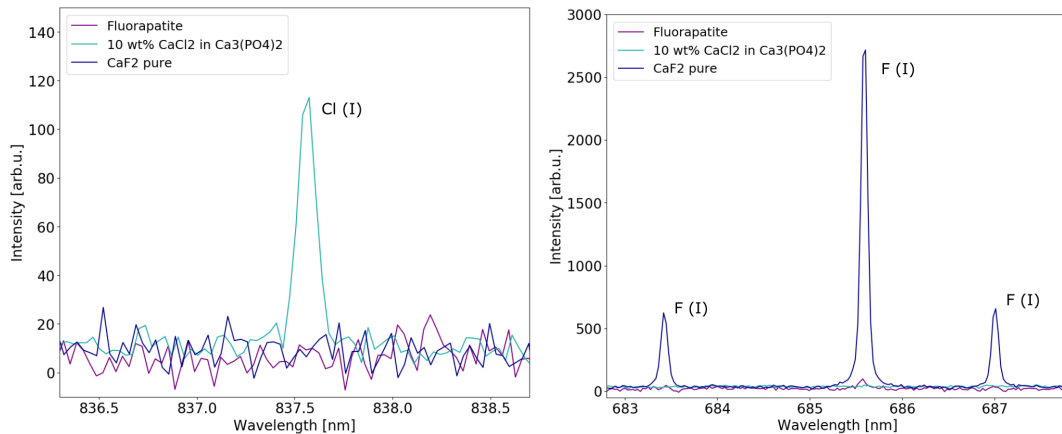 140
120
100
80
60
40
20
0
Intensity [arb.u.]
Fluorapatite
10 wt% CaCl2 in Ca3(PO4)2
CaF2 pure
Cl (I)
836.5 837.0 837.5 838.0 838.5
Wavelength [nm]
3000
2500
2000
1500
1000
500
0
Intensity [arb.u.]
Fluorapatite
10 wt% CaCl2 in Ca3(PO4)2
CaF2 pure
F (I)
F (I)
F (I)
683 684 685 686 687
Wavelength [nm]